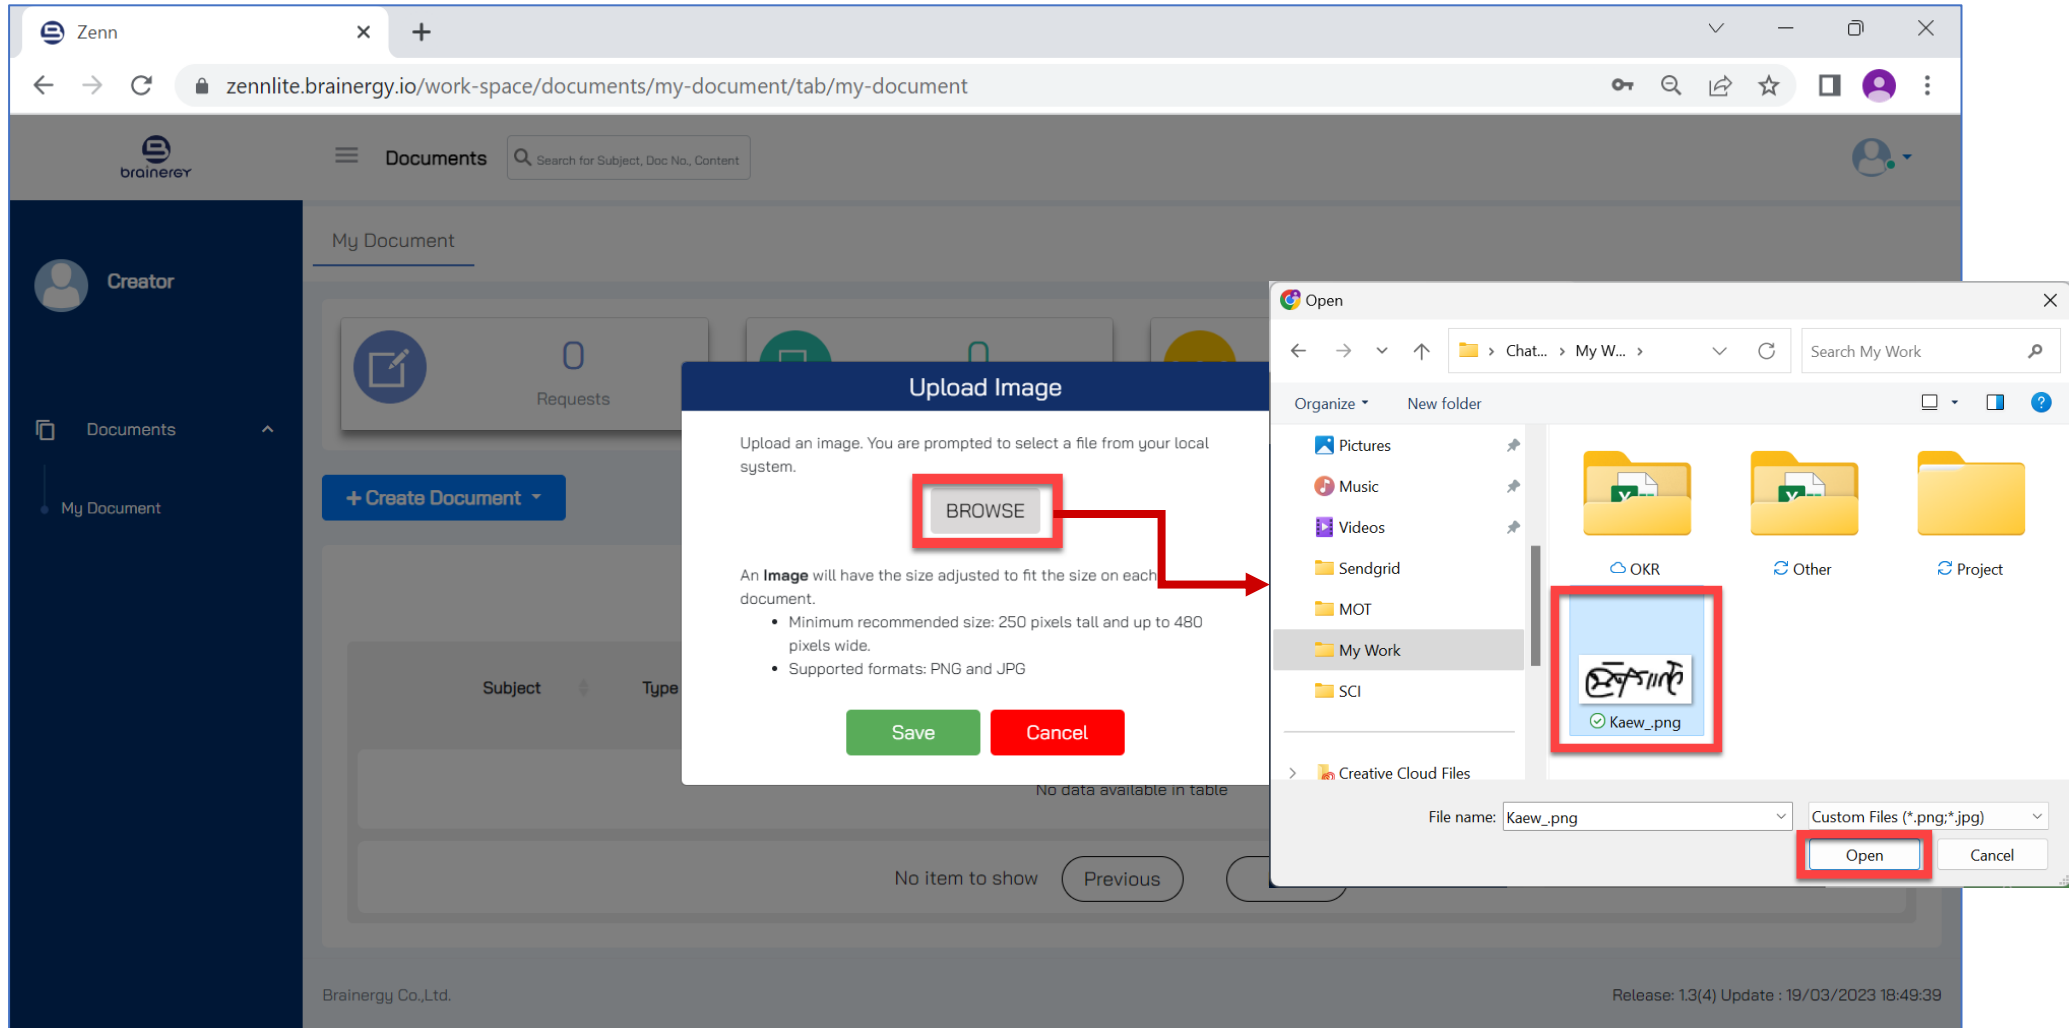 Zenn
zennlite.brainergy.io/work-space/documents/my-document/tab/my-document
brainergy
Documents
Search for Subject, Doc No., Content
Creator
Documents
My Document
My Document
0
Requests
0
+ Create Document
Subject
Type
No data available in table
No item to show
Previous
Brainergy Co.,Ltd.
Release: 1.3(4) Update : 19/03/2023 18:49:39
Upload Image
Upload an image. You are prompted to select a file from your local
system.
BROWSE
An Image will have the size adjusted to fit the size on each
document.
• Minimum recommended size: 250 pixels tall and up to 480
pixels wide.
• Supported formats: PNG and JPG
Save
Cancel
Open
Chat... › My W... ›
Search My Work
Organize
New folder
Pictures
Music
Videos
Sendgrid
MOT
My Work
SCI
Creative Cloud Files
OKR
Other
Project
Kaew_.png
File name:
Kaew_.png
Custom Files (*.png;*.jpg)
Open
Cancel